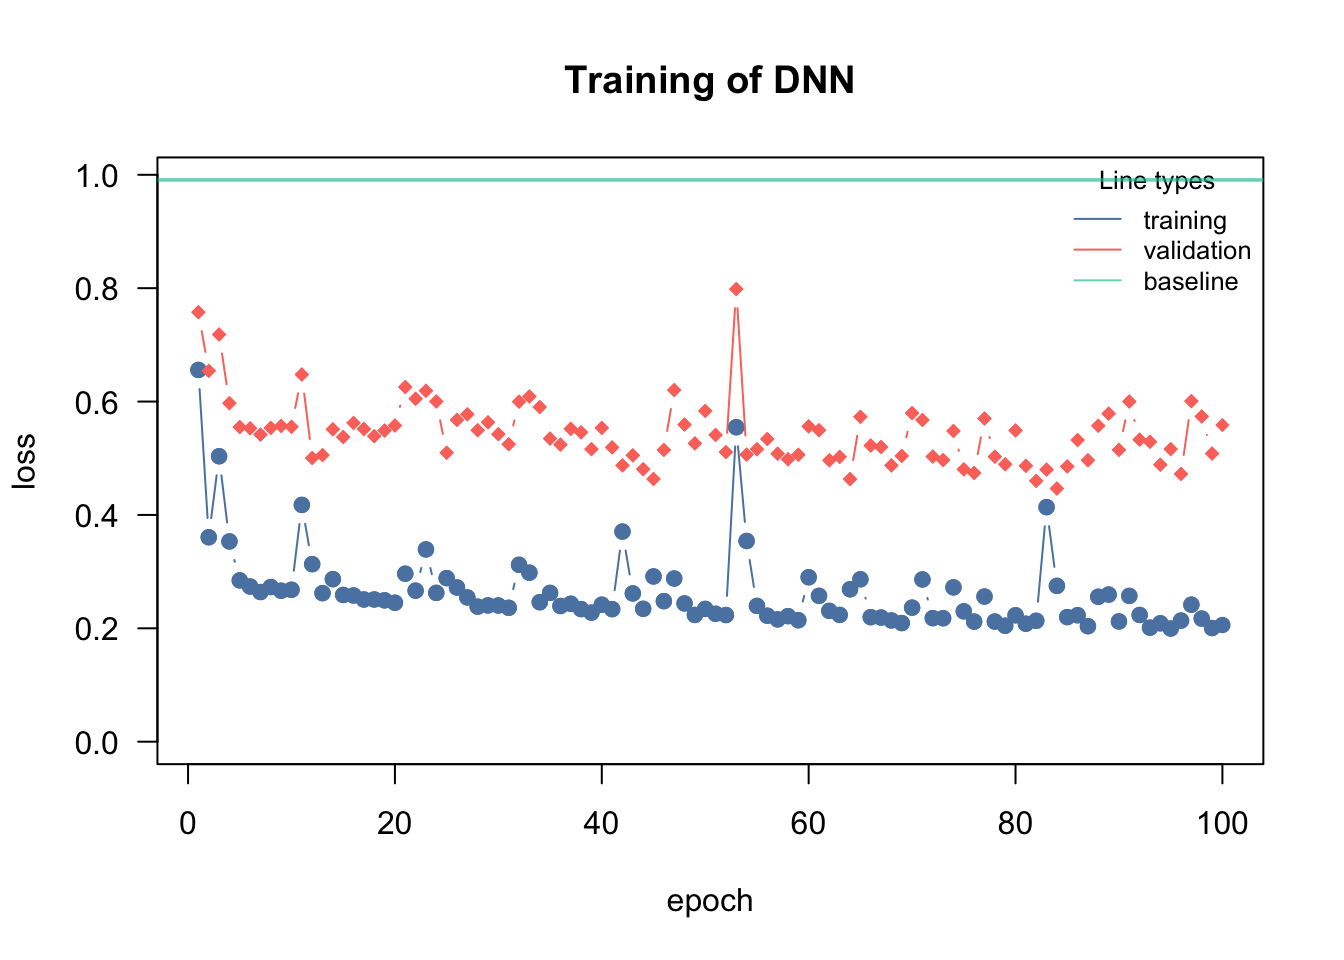 Training of DNN
loss
1.0
0.8
0.6
0.4
0.2
0.0
Line types
training
validation
baseline
0 20 40 60 80 100
epoch